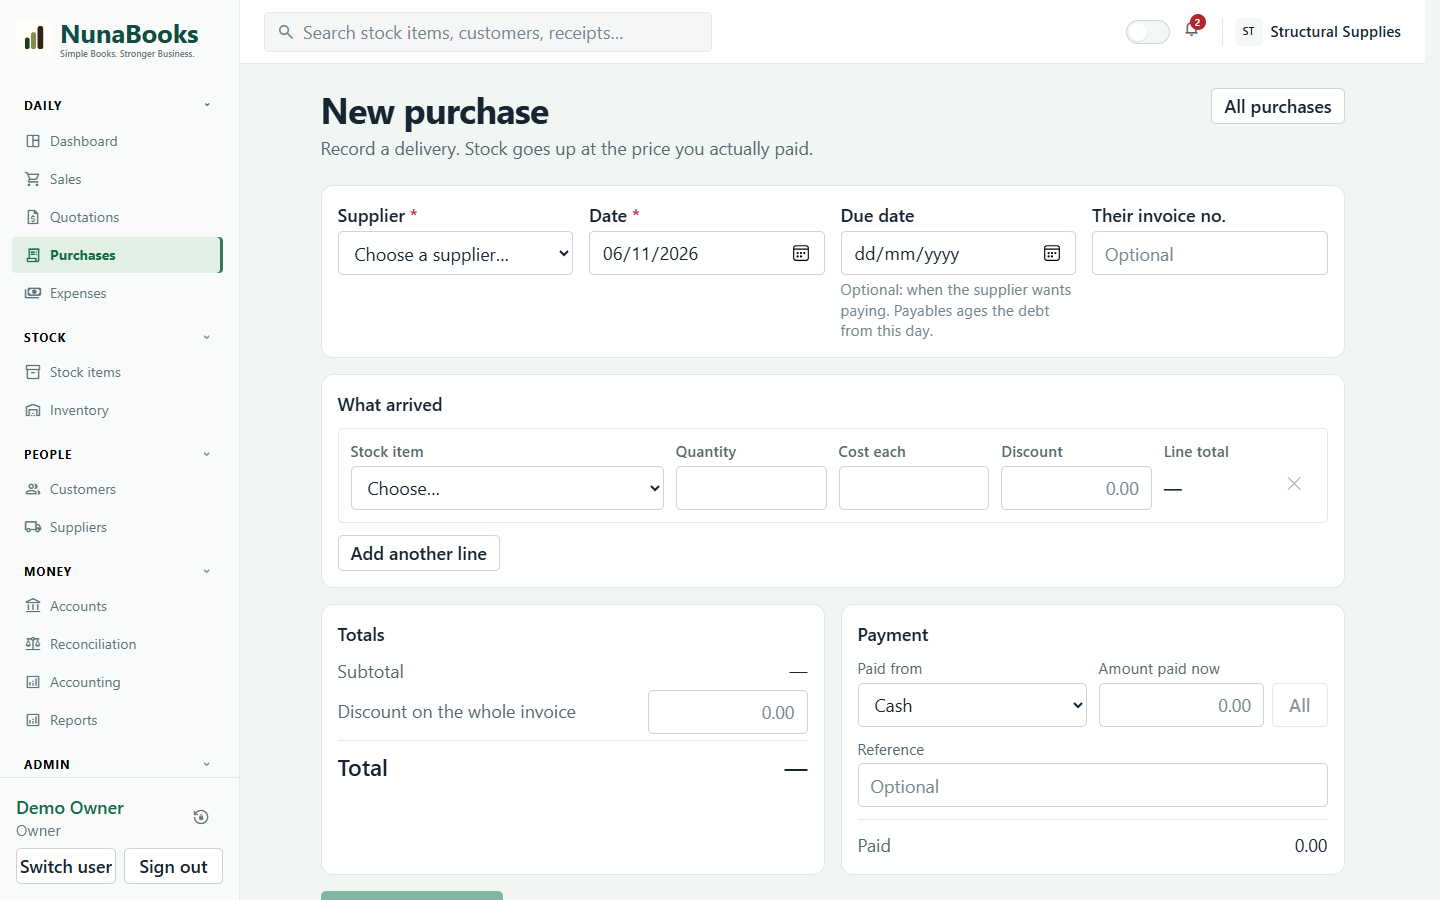 NunaBooks
Simple Books. Stronger Business.
DAILY
Dashboard
Sales
Quotations
Purchases
Expenses
STOCK
Stock items
Inventory
PEOPLE
Customers
Suppliers
MONEY
Accounts
Reconciliation
Accounting
Reports
ADMIN
Demo Owner
Owner
Switch user
Sign out
Search stock items, customers, receipts...
2
ST
Structural Supplies
New purchase
Record a delivery. Stock goes up at the price you actually paid.
All purchases
Supplier *
Date *
Due date
Their invoice no.
Choose a supplier...
06/11/2026
dd/mm/yyyy
Optional
Optional: when the supplier wants
paying. Payables ages the debt
from this day.
What arrived
Stock item
Quantity
Cost each
Discount
Line total
Choose...
0.00
—
Add another line
Totals
Subtotal
—
Discount on the whole invoice
0.00
Total
—
Payment
Paid from
Amount paid now
Cash
0.00
All
Reference
Optional
Paid
0.00